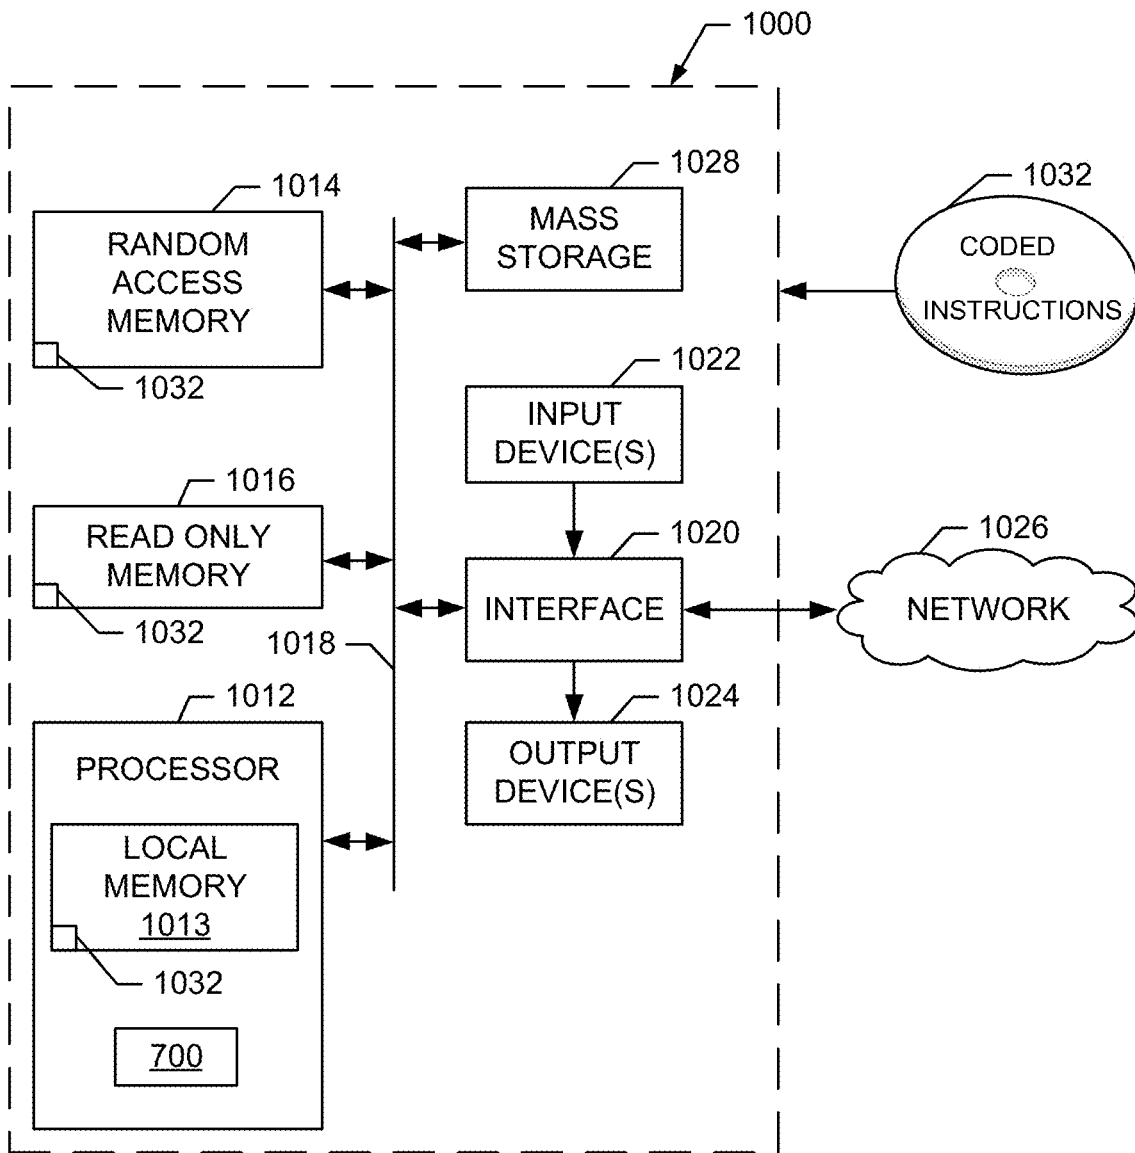 1000
1014
RANDOM
ACCESS
MEMORY
1032
1028
MASS
STORAGE
1032
CODED
INSTRUCTIONS
1022
INPUT
DEVICE(S)
1016
READ ONLY
MEMORY
1032
1018
1020
INTERFACE
1026
NETWORK
1024
OUTPUT
DEVICE(S)
1012
PROCESSOR
LOCAL
MEMORY
1013
1032
700